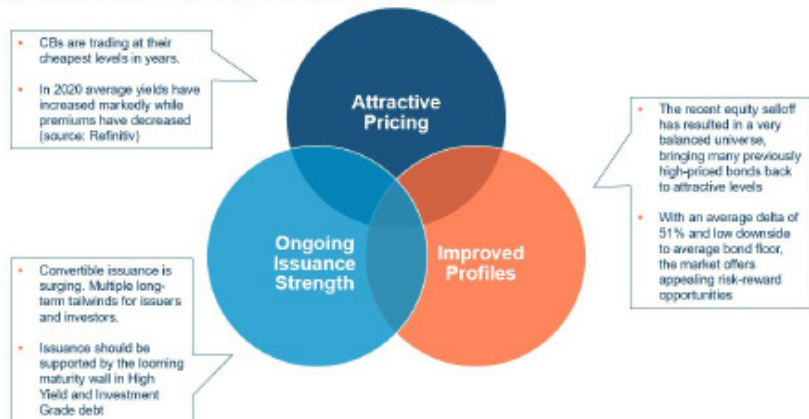 • CBs are trading at their
cheapest levels in years.
• In 2020 average yields have
increased markedly while
premiums have decreased
(source: Refinitiv)
Attractive
Pricing
• The recent equity selloff
has resulted in a very
balanced universe,
bringing many previously
high-priced bonds back
to attractive levels
• With an average delta of
51% and low downside
to average bond floor,
the market offers
appealing risk-reward
opportunities
Ongoing
Issuance
Strength
Improved
Profiles
• Convertible issuance is
surging. Multiple long-
term tailwinds for issuers
and investors.
• Issuance should be
supported by the looming
maturity wall in High
Yield and Investment
Grade debt